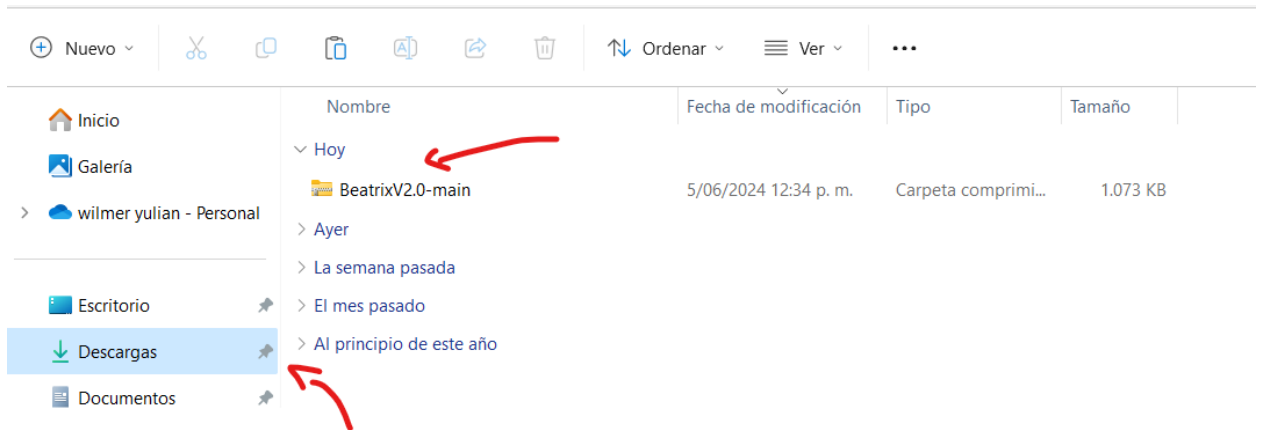 Nuevo Ordenar Ver
Nombre Fecha de modificación Tipo Tamaño
Inicio
Galería
wilmer yulian - Personal
Escritorio
Descargas
Documentos
Hoy
BeatrixV2.0-main 5/06/2024 12:34 p. m. Carpeta comprimi... 1.073 KB
Ayer
La semana pasada
El mes pasado
Al principio de este año